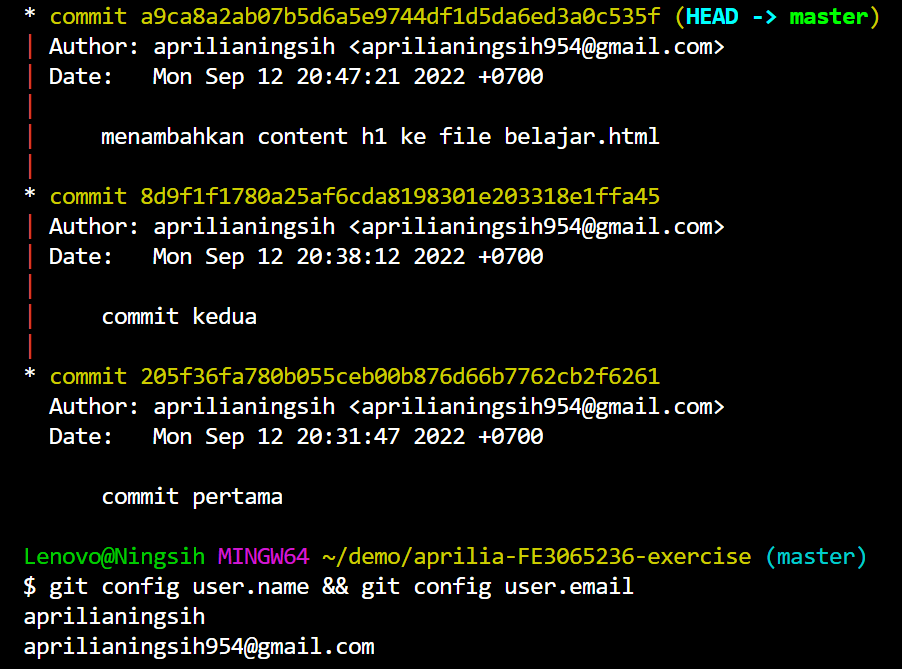 * commit a9ca8a2ab07b5d6a5e9744df1d5da6ed3a0c535f (HEAD -> master)
| Author: aprilianingsih <aprilianingsih954@gmail.com>
| Date:   Mon Sep 12 20:47:21 2022 +0700
|
|     menambahkan content h1 ke file belajar.html
|
* commit 8d9f1f1780a25af6cda8198301e203318e1ffa45
| Author: aprilianingsih <aprilianingsih954@gmail.com>
| Date:   Mon Sep 12 20:38:12 2022 +0700
|
|     commit kedua
|
* commit 205f36fa780b055ceb00b876d66b7762cb2f6261
  Author: aprilianingsih <aprilianingsih954@gmail.com>
  Date:   Mon Sep 12 20:31:47 2022 +0700

      commit pertama

Lenovo@Ningsih MINGW64 ~/demo/aprilia-FE3065236-exercise (master)
$ git config user.name && git config user.email
aprilianingsih
aprilianingsih954@gmail.com